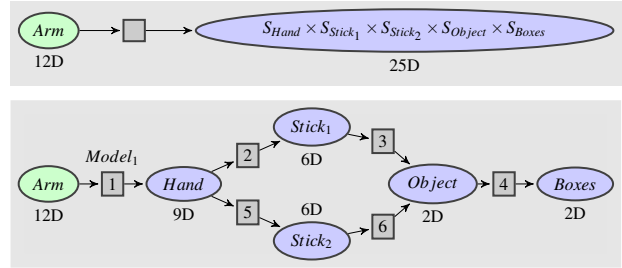 Arm
S_Hand × S_Stick1 × S_Stick2 × S_Object × S_Boxes
12D
25D
Stick1
Model1
2
6D
3
Arm
1
Hand
Object
4
Boxes
12D
9D
5
6D
6
2D
2D
Stick2